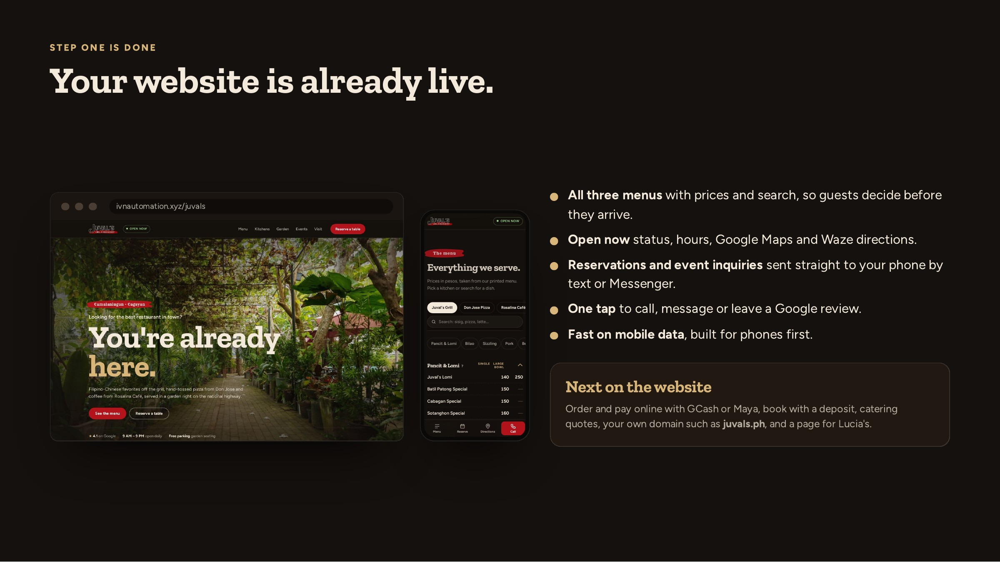 STEP ONE IS DONE
Your website is already live.
ivnautomation.xyz/juvals
JUVAL'S
GRILL N RESTAURANT
OPEN NOW
Menu Kitchens Garden Events Visit Reserve a table
Camalaniugan • Cagayan
Looking for the best restaurant in town?
You're already
here.
Filipino-Chinese favorites off the grill, hand-tossed pizza from Don Jose and
coffee from Rosalina Café, served in a garden right on the national highway.
See the menu Reserve a table
★ 4.1 on Google 9 AM – 9 PM open daily Free parking garden seating
JUVAL'S
GRILL N RESTAURANT
OPEN NOW
The menu
Everything we serve.
Prices in pesos, taken from our printed menu.
Pick a kitchen or search for a dish.
Juval's Grill Don Jose Pizza Rosalina Café
Search: sisig, pizza, latte...
Pancit & Lomi Bilao Sizzling Pork Be
Pancit & Lomi 7 SINGLE LARGE
BOWL
Juval's Lomi 140 250
Batil Patong Special 150 —
Cabagan Special 150 —
Sotanghon Special 160 —
Menu Reserve Directions Call
All three menus with prices and search, so guests decide before
they arrive.
Open now status, hours, Google Maps and Waze directions.
Reservations and event inquiries sent straight to your phone by
text or Messenger.
One tap to call, message or leave a Google review.
Fast on mobile data, built for phones first.
Next on the website
Order and pay online with GCash or Maya, book with a deposit, catering
quotes, your own domain such as juvals.ph, and a page for Lucia's.